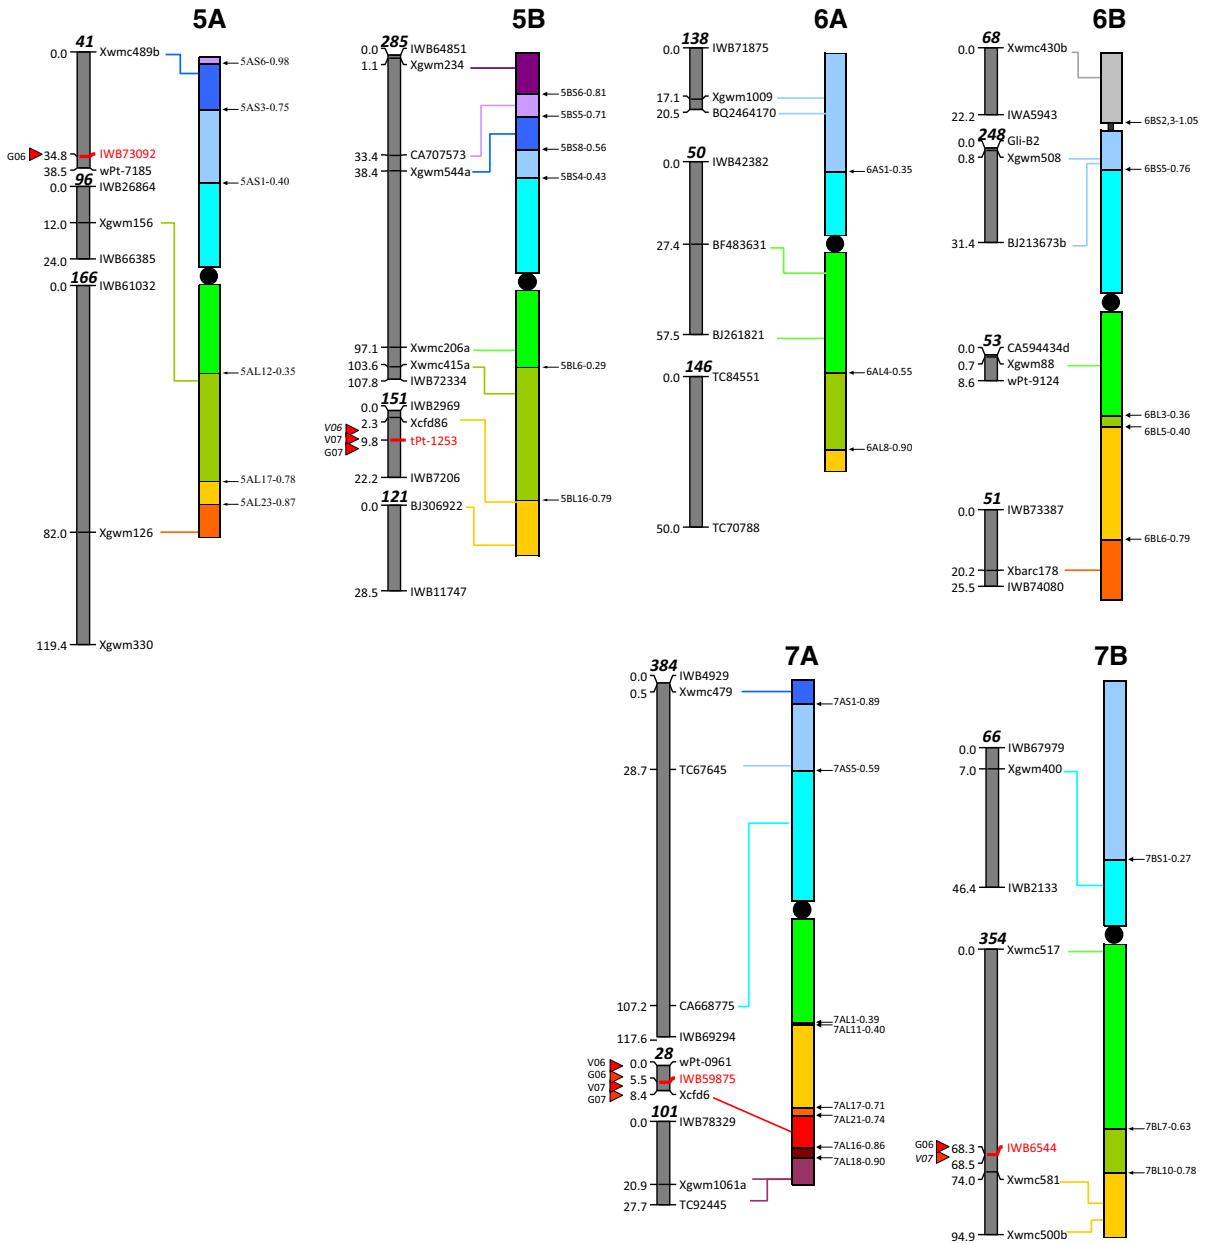 5A
41
0.0 Xwmc489b
G06 34.8 IWB73092
38.5 wPt-7185
96
0.0 IWB26864
12.0 Xgwm156
24.0 IWB66385
166
0.0 IWB61032
82.0 Xgwm126
119.4 Xgwm330
5AS6-0.98
5AS3-0.75
5AS1-0.40
5AL12-0.35
5AL17-0.78
5AL23-0.87
5B
285
0.0 IWB64851
1.1 Xgwm234
33.4 CA707573
38.4 Xgwm544a
97.1 Xwmc206a
103.6 Xwmc415a
107.8 IWB72334
151
0.0 IWB2969
2.3 Xcfd86
V06
V07 9.8 tPt-1253
G07
22.2 IWB7206
121
0.0 BJ306922
28.5 IWB11747
5BS6-0.81
5BS5-0.71
5BS8-0.56
5BS4-0.43
5BL6-0.29
5BL16-0.79
6A
138
0.0 IWB71875
17.1 Xgwm1009
20.5 BQ2464170
50
0.0 IWB42382
27.4 BF483631
57.5 BJ261821
146
0.0 TC84551
50.0 TC70788
6AS1-0.35
6AL4-0.55
6AL8-0.90
6B
68
0.0 Xwmc430b
22.2 IWA5943
248
0.0 Gli-B2
0.8 Xgwm508
31.4 BJ213673b
53
0.0 CA594434d
0.7 Xgwm88
8.6 wPt-9124
51
0.0 IWB73387
20.2 Xbarc178
25.5 IWB74080
6BS2,3-1.05
6BS5-0.76
6BL3-0.36
6BL5-0.40
6BL6-0.79
7A
384
0.0 IWB4929
0.5 Xwmc479
28.7 TC67645
107.2 CA668775
117.6 IWB69294
28
V06 0.0 wPt-0961
G06 5.5 IWB59875
V07
G07 8.4 Xcfd6
101
0.0 IWB78329
20.9 Xgwm1061a
27.7 TC92445
7AS1-0.89
7AS5-0.59
7AL1-0.39
7AL11-0.40
7AL17-0.71
7AL21-0.74
7AL16-0.86
7AL18-0.90
7B
66
0.0 IWB67979
7.0 Xgwm400
46.4 IWB2133
354
0.0 Xwmc517
G06 68.3 IWB6544
V07 68.5
74.0 Xwmc581
94.9 Xwmc500b
7BS1-0.27
7BL7-0.63
7BL10-0.78